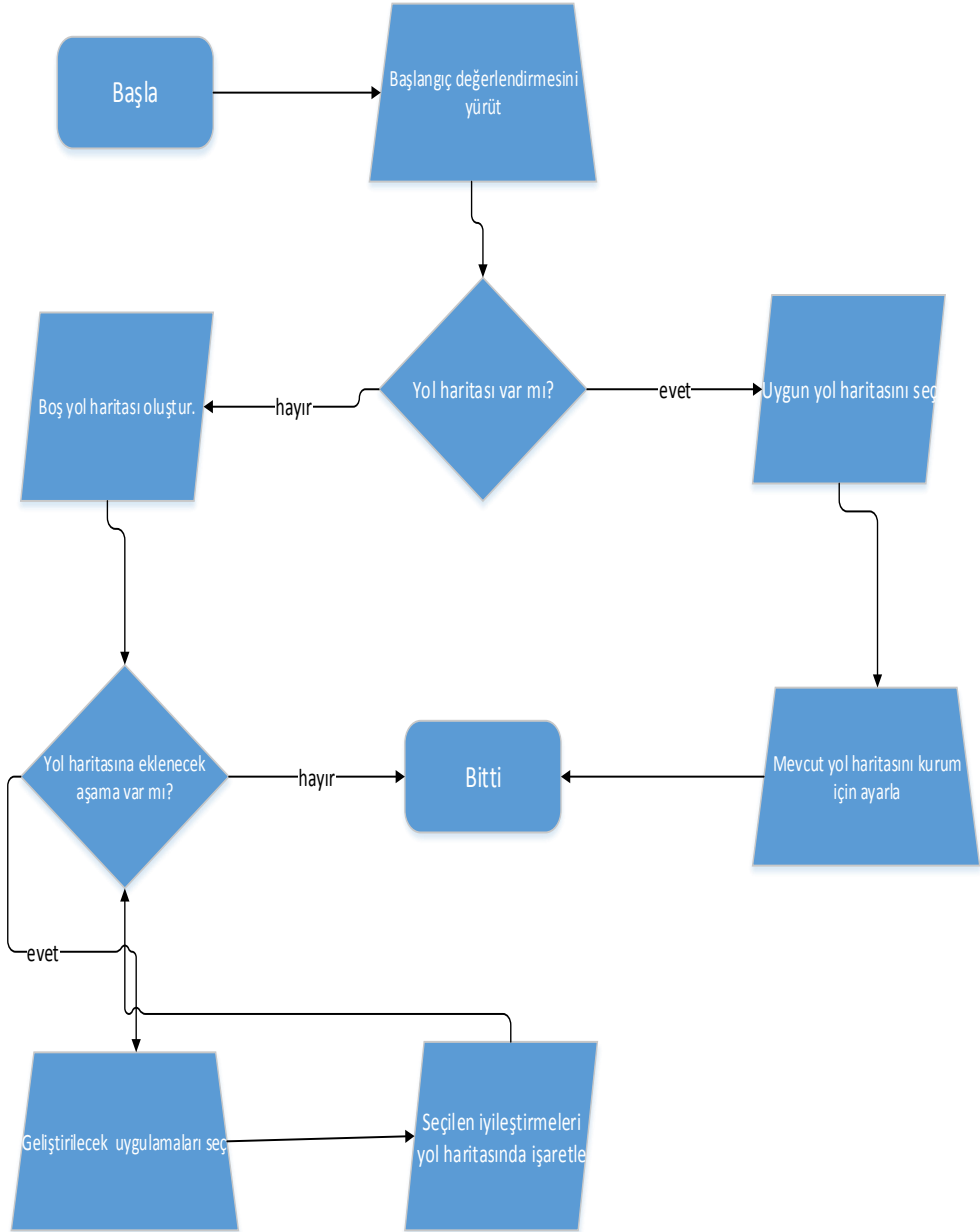 Başla
Başlangıç değerlendirmesini
yürüt
Yol haritası var mı?
hayır
evet
Boş yol haritası oluştur.
Uygun yol haritasını seç
Yol haritasına eklenecek
aşama var mı?
hayır
Bitti
Mevcut yol haritasını kurum
için ayarla
evet
Geliştirilecek uygulamaları seç
Seçilen iyileştirmeleri
yol haritasında işaretle